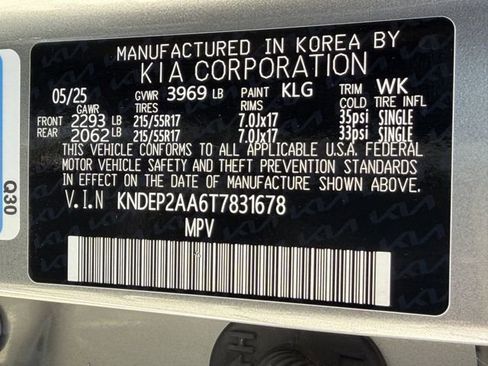 MANUFACTURED IN KOREA BY
KIA CORPORATION
05/25 GVWR 3969 LB PAINT KLG TRIM WK
GAWR TIRES RIMS COLD TIRE INFL
FRONT 2293 LB 215/55R17 7.0Jx17 35psi SINGLE
REAR 2062 LB 215/55R17 7.0Jx17 33psi SINGLE
THIS VEHICLE CONFORMS TO ALL APPLICABLE U.S.A. FEDERAL
MOTOR VEHICLE SAFETY AND THEFT PREVENTION STANDARDS
IN EFFECT ON THE DATE OF MANUFACTURE SHOWN ABOVE.
V.I.N KNDEP2AA6T7831678
MPV
Q30